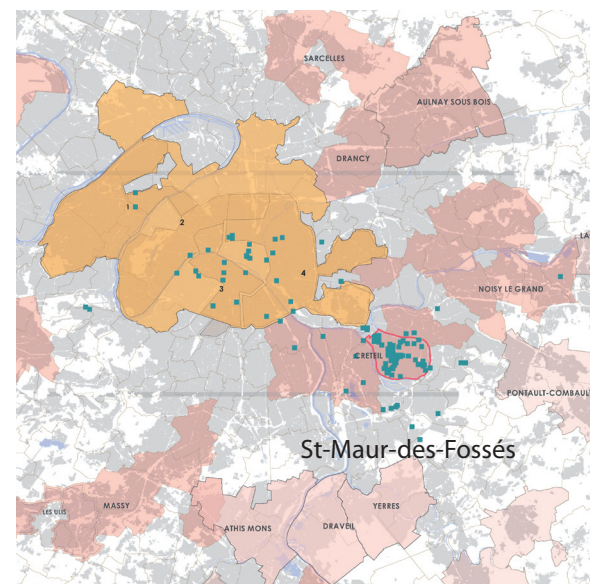 SARCELLES
AULNAY SOUS BOIS
DRANCY
1
2
4
3
LA
NOISY LE GRAND
CRETEIL
PONTAULT-COMBAUL
St-Maur-des-Fossés
YERRES
LES ULIS
MASSY
ATHIS MONS
DRAVEIL